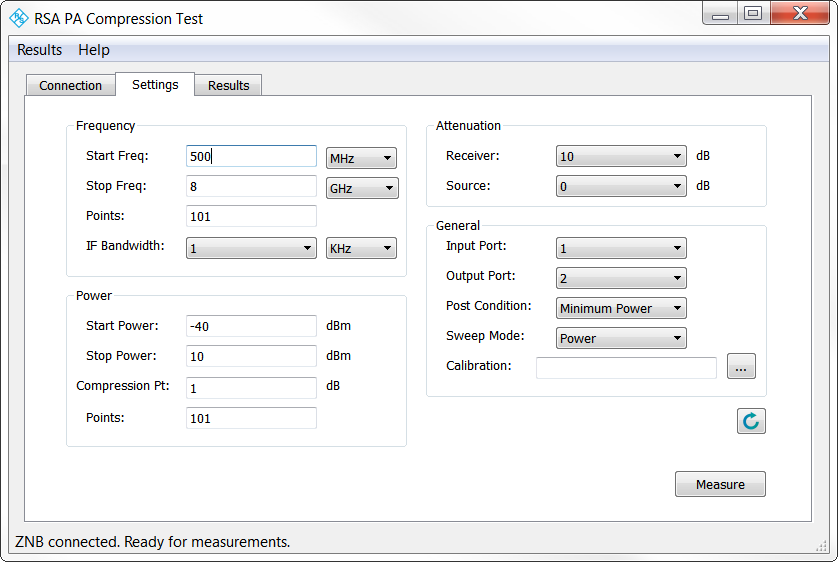 RSA PA Compression Test
Results Help
Connection Settings Results
Frequency
Start Freq: 500 MHz
Stop Freq: 8 GHz
Points: 101
IF Bandwidth: 1 KHz
Power
Start Power: -40 dBm
Stop Power: 10 dBm
Compression Pt: 1 dB
Points: 101
Attenuation
Receiver: 10 dB
Source: 0 dB
General
Input Port: 1
Output Port: 2
Post Condition: Minimum Power
Sweep Mode: Power
Calibration: ...
Measure
ZNB connected. Ready for measurements.